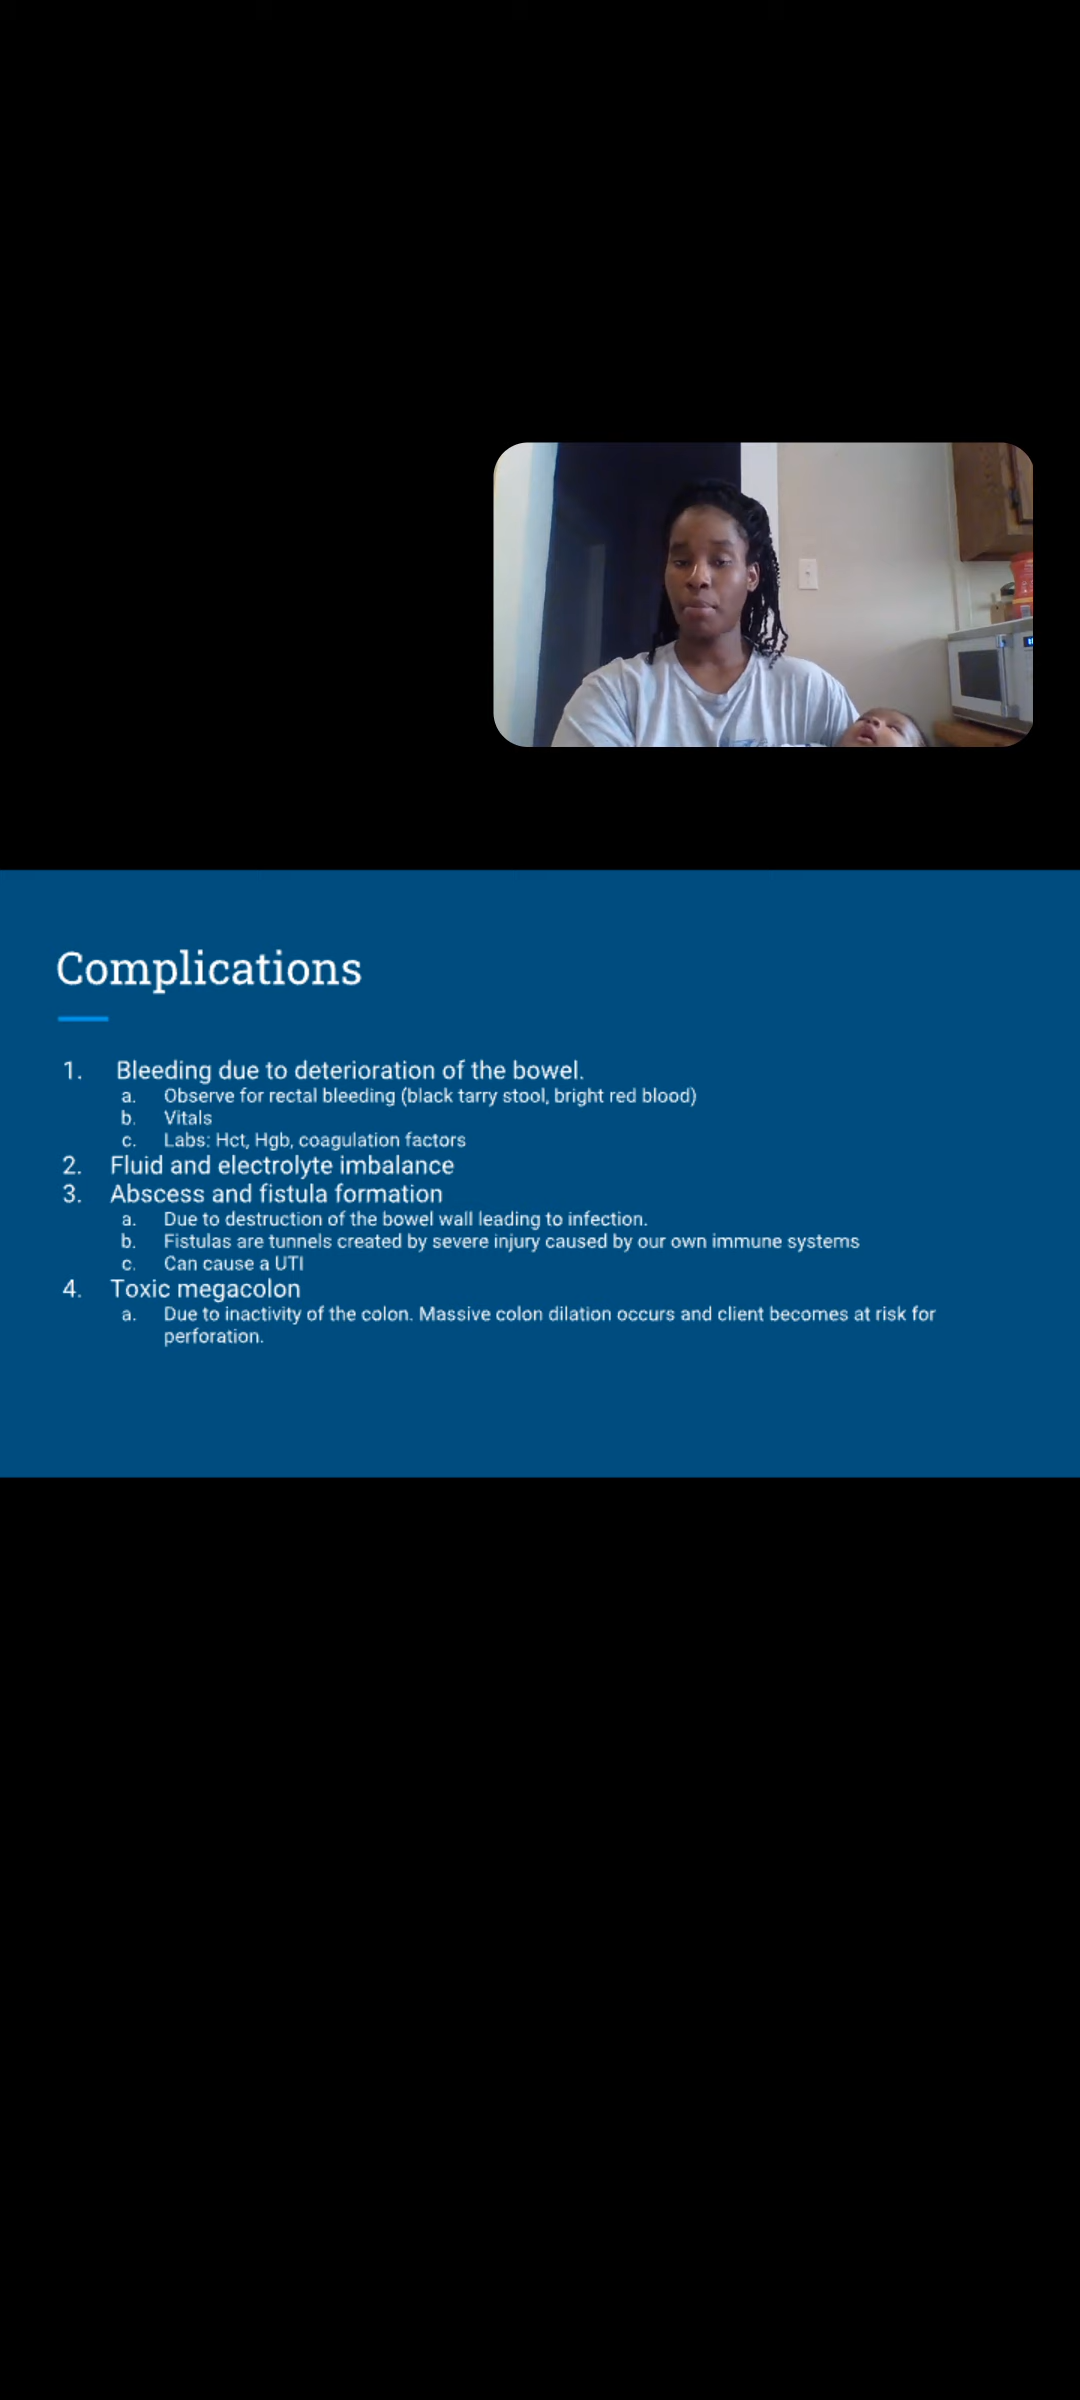 Complications
1. Bleeding due to deterioration of the bowel.
a. Observe for rectal bleeding (black tarry stool, bright red blood)
b. Vitals
c. Labs: Hct, Hgb, coagulation factors
2. Fluid and electrolyte imbalance
3. Abscess and fistula formation
a. Due to destruction of the bowel wall leading to infection.
b. Fistulas are tunnels created by severe injury caused by our own immune systems
c. Can cause a UTI
4. Toxic megacolon
a. Due to inactivity of the colon. Massive colon dilation occurs and client becomes at risk for
perforation.